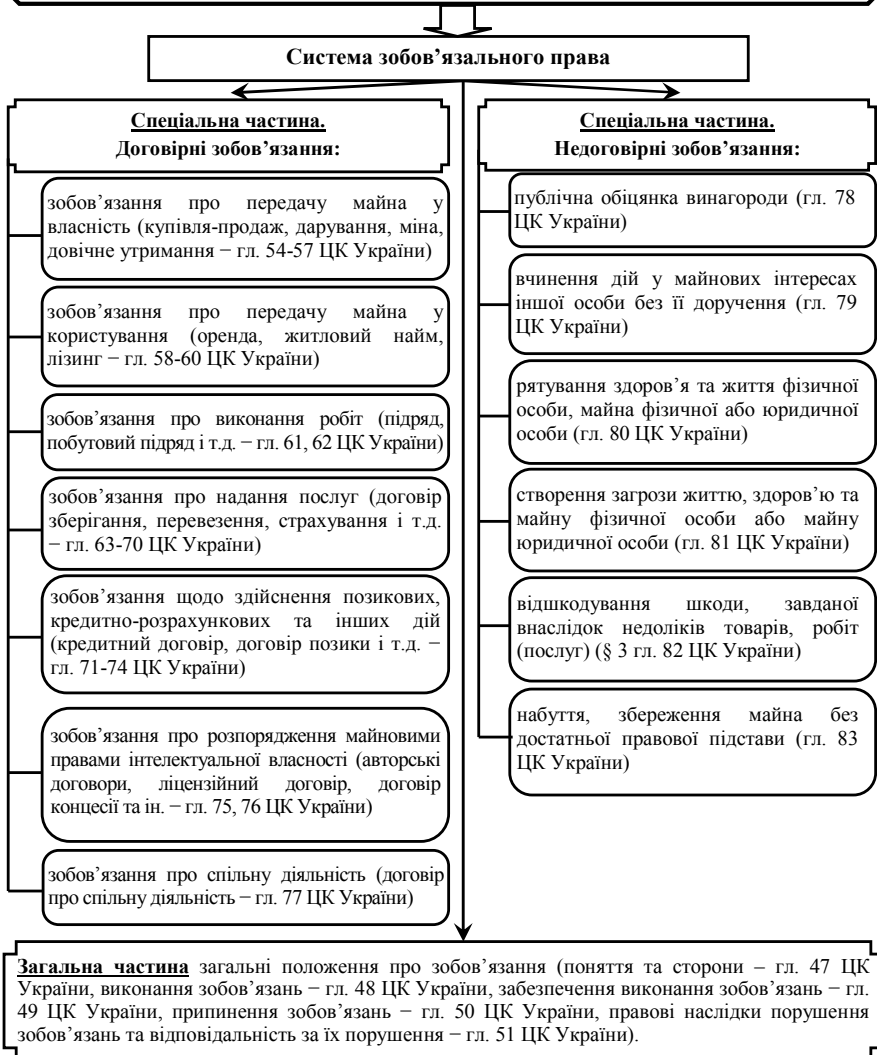 Система зобов’язального права
Спеціальна частина.
Договірні зобов’язання:
зобов’язання про передачу майна у
власність (купівля-продаж, дарування, міна,
довічне утримання − гл. 54-57 ЦК України)
зобов’язання про передачу майна у
користування (оренда, житловий найм,
лізинг − гл. 58-60 ЦК України)
зобов’язання про виконання робіт (підряд,
побутовий підряд і т.д. − гл. 61, 62 ЦК України)
зобов’язання про надання послуг (договір
зберігання, перевезення, страхування і т.д.
− гл. 63-70 ЦК України)
зобов’язання щодо здійснення позикових,
кредитно-розрахункових та інших дій
(кредитний договір, договір позики і т.д. −
гл. 71-74 ЦК України)
зобов’язання про розпорядження майновими
правами інтелектуальної власності (авторські
договори, ліцензійний договір, договір
концесії та ін. − гл. 75, 76 ЦК України)
зобов’язання про спільну діяльність (договір
про спільну діяльність − гл. 77 ЦК України)
Спеціальна частина.
Недоговірні зобов’язання:
публічна обіцянка винагороди (гл. 78
ЦК України)
вчинення дій у майнових інтересах
іншої особи без її доручення (гл. 79
ЦК України)
рятування здоров’я та життя фізичної
особи, майна фізичної або юридичної
особи (гл. 80 ЦК України)
створення загрози життю, здоров’ю та
майну фізичної особи або майну
юридичної особи (гл. 81 ЦК України)
відшкодування шкоди, завданої
внаслідок недоліків товарів, робіт
(послуг) (§ 3 гл. 82 ЦК України)
набуття, збереження майна без
достатньої правової підстави (гл. 83
ЦК України)
Загальна частина загальні положення про зобов’язання (поняття та сторони – гл. 47 ЦК
України, виконання зобов’язань − гл. 48 ЦК України, забезпечення виконання зобов’язань − гл.
49 ЦК України, припинення зобов’язань − гл. 50 ЦК України, правові наслідки порушення
зобов’язань та відповідальність за їх порушення − гл. 51 ЦК України).